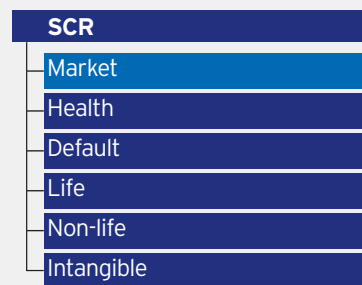 SCR
Market
Health
Default
Life
Non-life
Intangible